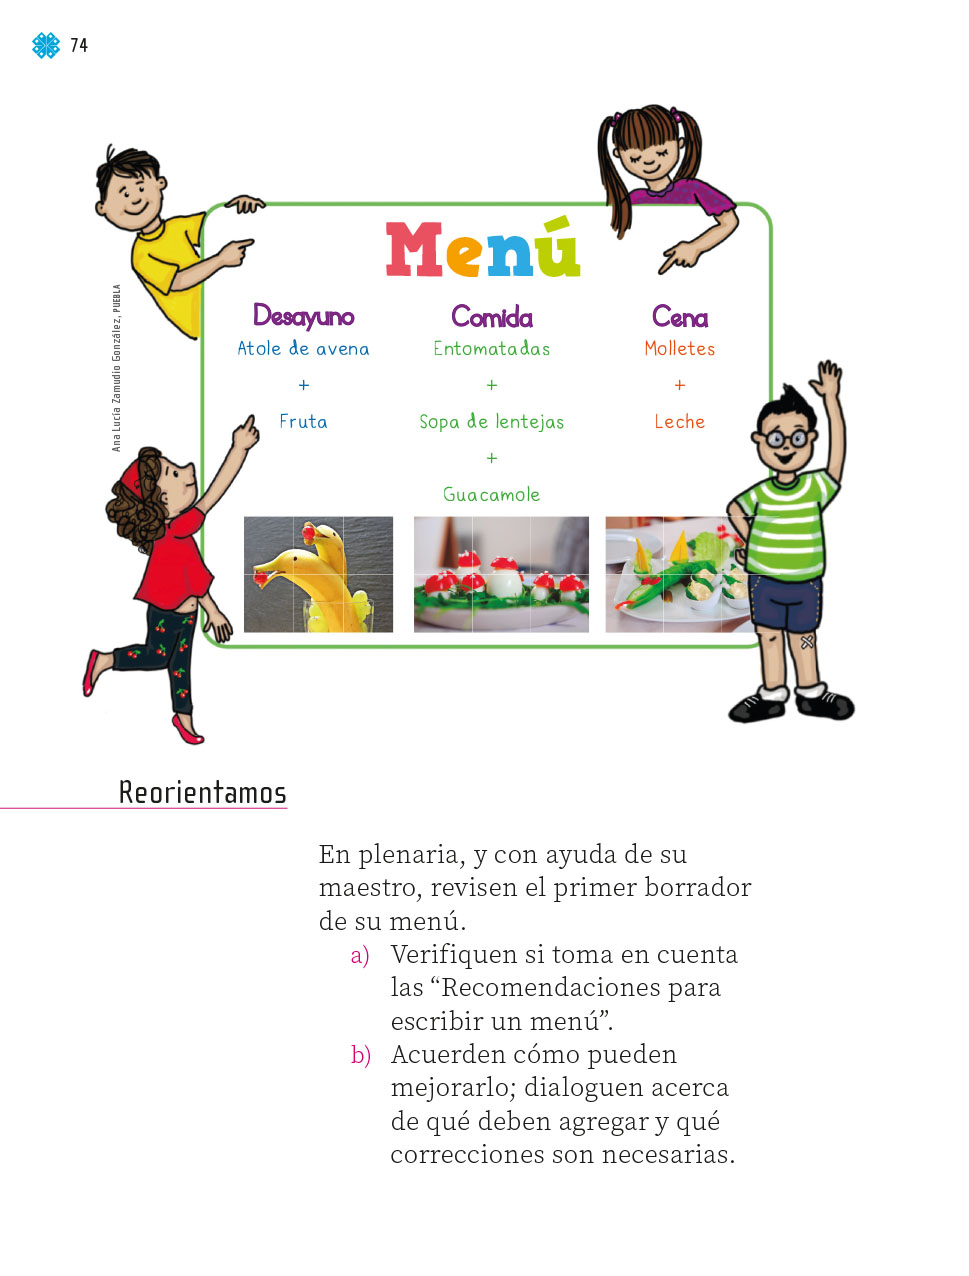 74
Menú
Desayuno
Atole de avena
+
Fruta
Comida
Entomatadas
+
Sopa de lentejas
+
Guacamole
Cena
Molletes
+
Leche
Ana Lucía Zamudio González, PUEBLA
Reorientamos
En plenaria, y con ayuda de su
maestro, revisen el primer borrador
de su menú.
a) Verifiquen si toma en cuenta
las “Recomendaciones para
escribir un menú”.
b) Acuerden cómo pueden
mejorarlo; dialoguen acerca
de qué deben agregar y qué
correcciones son necesarias.